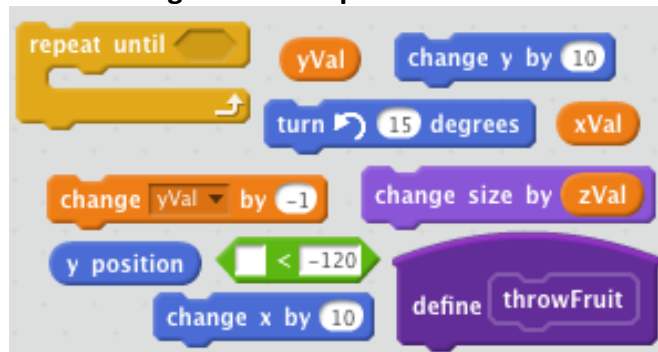 repeat until
yVal
change y by 10
turn 15 degrees
xVal
change yVal by -1
change size by zVal
y position
< -120
define throwFruit
change x by 10